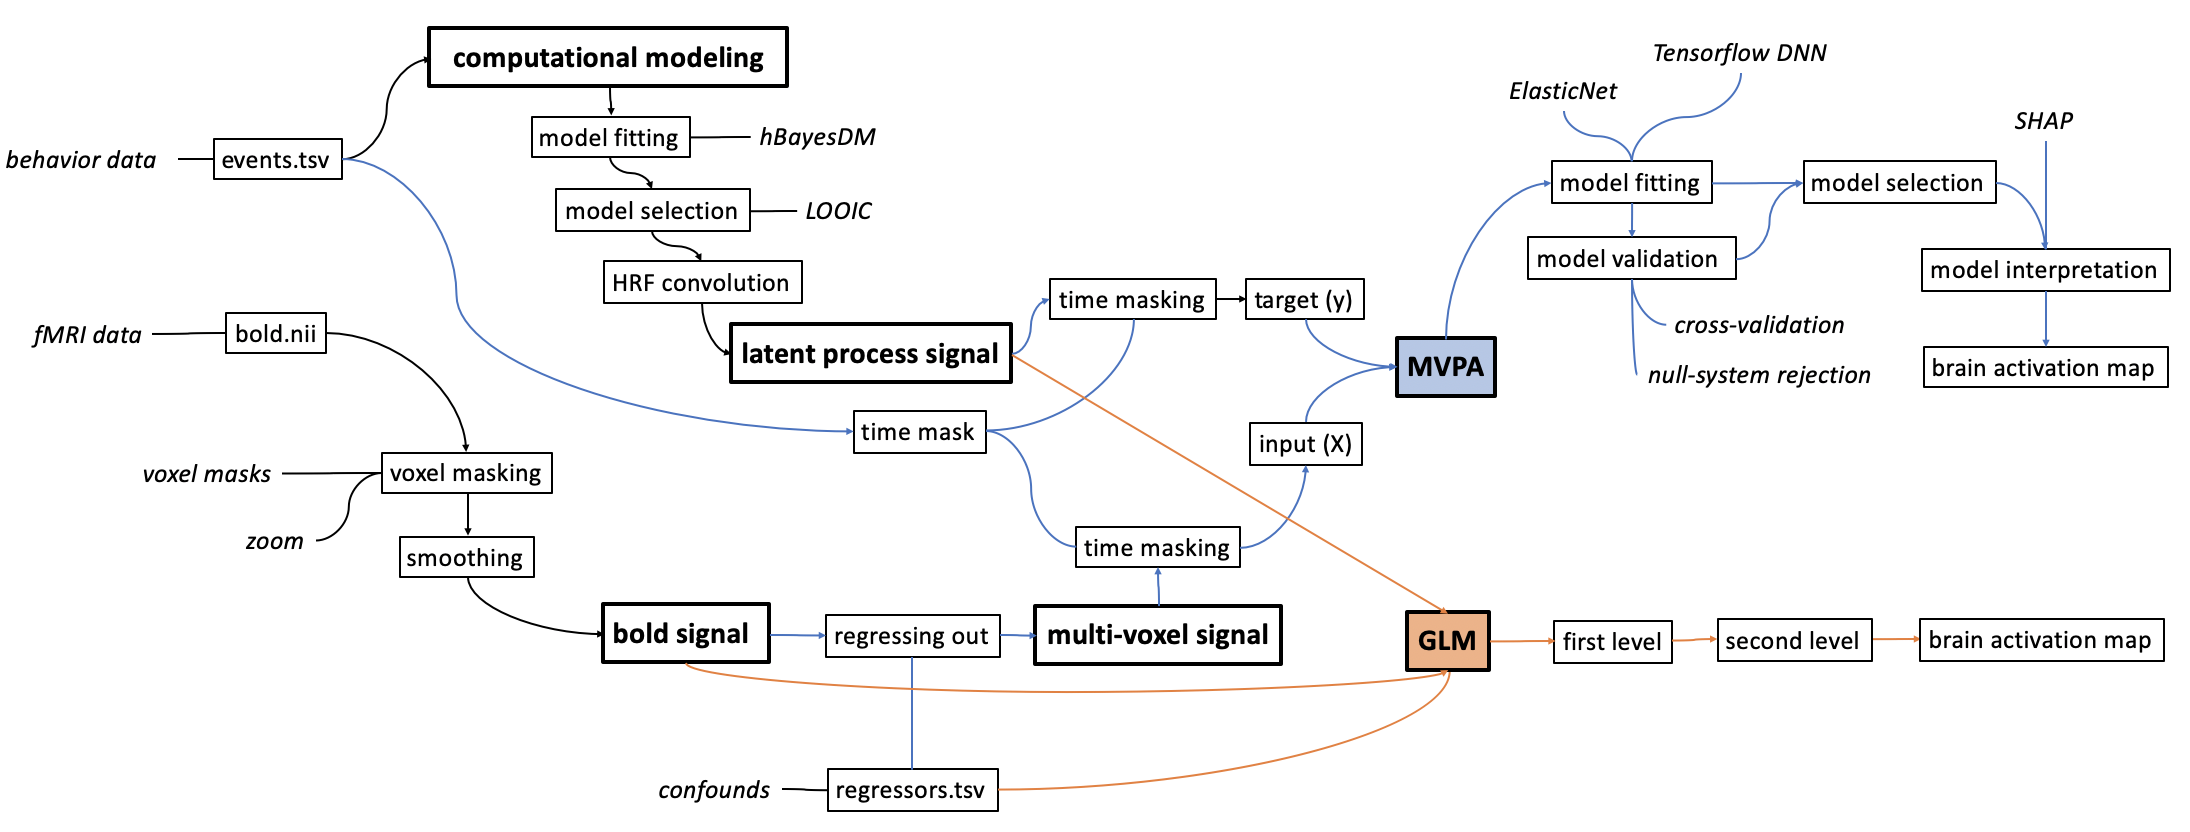 computational modeling
Tensorflow DNN
ElasticNet
SHAP
model fitting
hBayesDM
behavior data
events.tsv
model fitting
model selection
model selection
LOOIC
model validation
model interpretation
HRF convolution
time masking
target (y)
cross-validation
fMRI data
bold.nii
latent process signal
MVPA
null-system rejection
brain activation map
time mask
input (X)
voxel masks
voxel masking
zoom
smoothing
time masking
bold signal
regressing out
multi-voxel signal
GLM
first level
second level
brain activation map
confounds
regressors.tsv